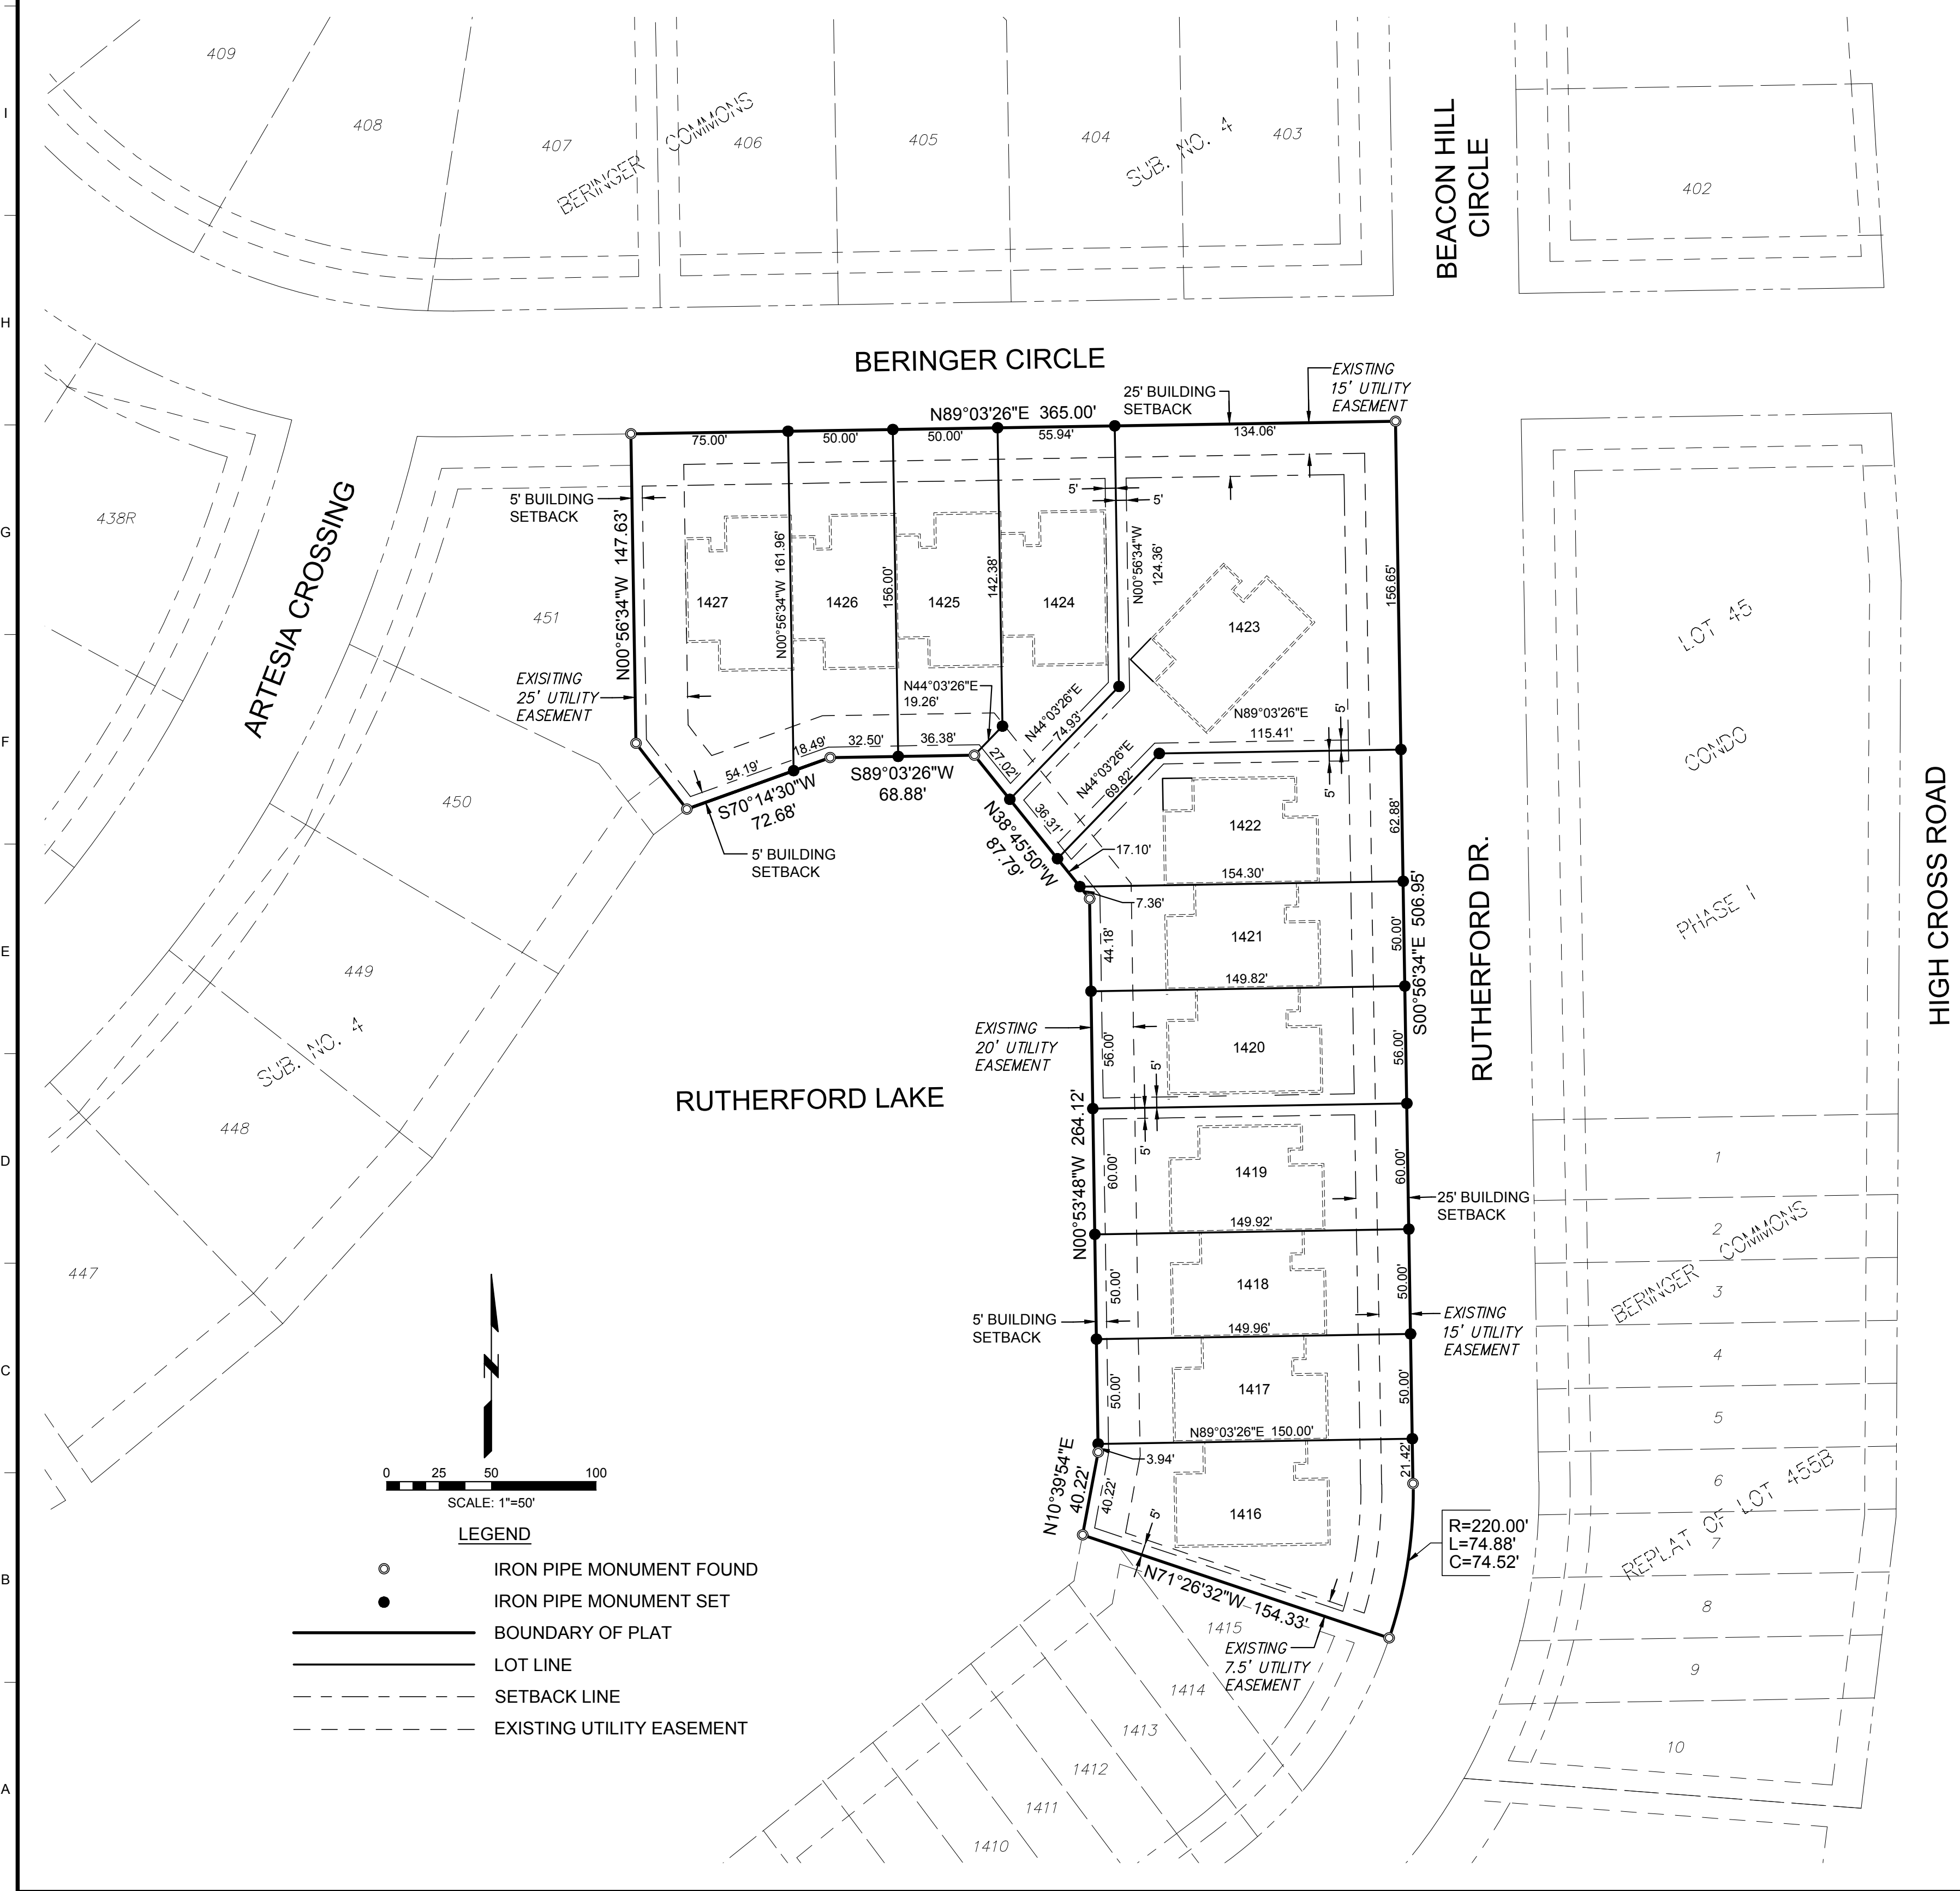 409
408
407
BERINGER COMMONS
406
405
404
SUB. NO. 4
403
BEACON HILL
CIRCLE
402
I
H
G
F
E
D
C
B
A
BERINGER CIRCLE
N89°03'26"E 365.00'
25' BUILDING
SETBACK
EXISTING
15' UTILITY
EASEMENT
75.00'
50.00'
50.00'
55.94'
134.06'
438R
ARTESIA CROSSING
451
5' BUILDING
SETBACK
N00°56'34"W 147.63'
EXISITING
25' UTILITY
EASEMENT
1427
N00°56'34"W 161.96'
1426
156.00'
1425
142.38'
1424
5'
5'
N00°56'34"W
124.36'
1423
156.65'
N44°03'26"E
19.26'
N44°03'26"E
74.93'
27.02'
N89°03'26"E
115.41'
5'
5'
N44°03'26"E
69.82'
36.31'
54.19'
18.49'
32.50'
36.38'
S89°03'26"W
68.88'
S70°14'30"W
72.68'
5' BUILDING
SETBACK
N38°45'50"W
87.79'
17.10'
7.36'
1422
62.88'
154.30'
450
449
SUB. NO. 4
448
447
44.18'
1421
50.00'
149.82'
S00°56'34"E 506.95'
RUTHERFORD DR.
HIGH CROSS ROAD
LOT 45
CONDO
PHASE I
EXISTING
20' UTILITY
EASEMENT
56.00'
1420
56.00'
5'
5'
RUTHERFORD LAKE
N00°53'48"W 264.12'
60.00'
1419
60.00'
149.92'
25' BUILDING
SETBACK
50.00'
1418
50.00'
149.96'
5' BUILDING
SETBACK
EXISTING
15' UTILITY
EASEMENT
50.00'
1417
50.00'
N89°03'26"E 150.00'
3.94'
21.42'
N10°39'54"E
40.22'
40.22'
1416
5'
R=220.00'
L=74.88'
C=74.52'
N71°26'32"W 154.33'
1415
EXISTING
7.5' UTILITY
EASEMENT
1414
1413
1412
1411
1410
1
2
BERINGER COMMONS
3
4
5
6
REPLAT OF LOT 455B
7
8
9
10
N
0 25 50 100
SCALE: 1"=50'
LEGEND
IRON PIPE MONUMENT FOUND
IRON PIPE MONUMENT SET
BOUNDARY OF PLAT
LOT LINE
SETBACK LINE
EXISTING UTILITY EASEMENT